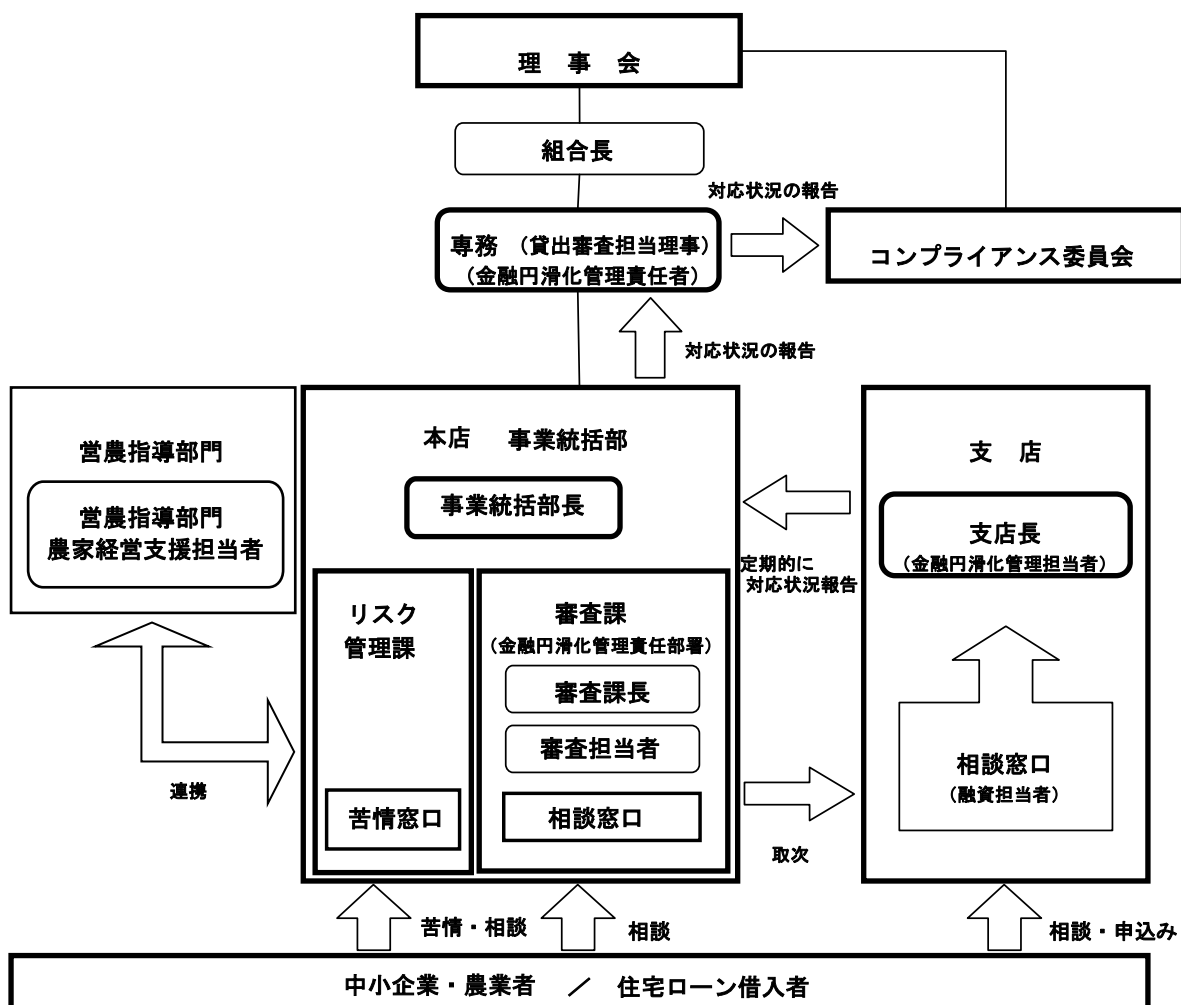 理 事 会
組合長
対応状況の報告
専務 (貸出審査担当理事)
(金融円滑化管理責任者)
コンプライアンス委員会
対応状況の報告
営農指導部門
営農指導部門
農家経営支援担当者
本店 事業統括部
事業統括部長
支 店
支店長
(金融円滑化管理担当者)
定期的に
対応状況報告
リスク
管理課
審査課
(金融円滑化管理責任部署)
審査課長
審査担当者
苦情窓口
相談窓口
相談窓口
(融資担当者)
連携
取次
苦情・相談
相談
相談・申込み
中小企業・農業者 / 住宅ローン借入者